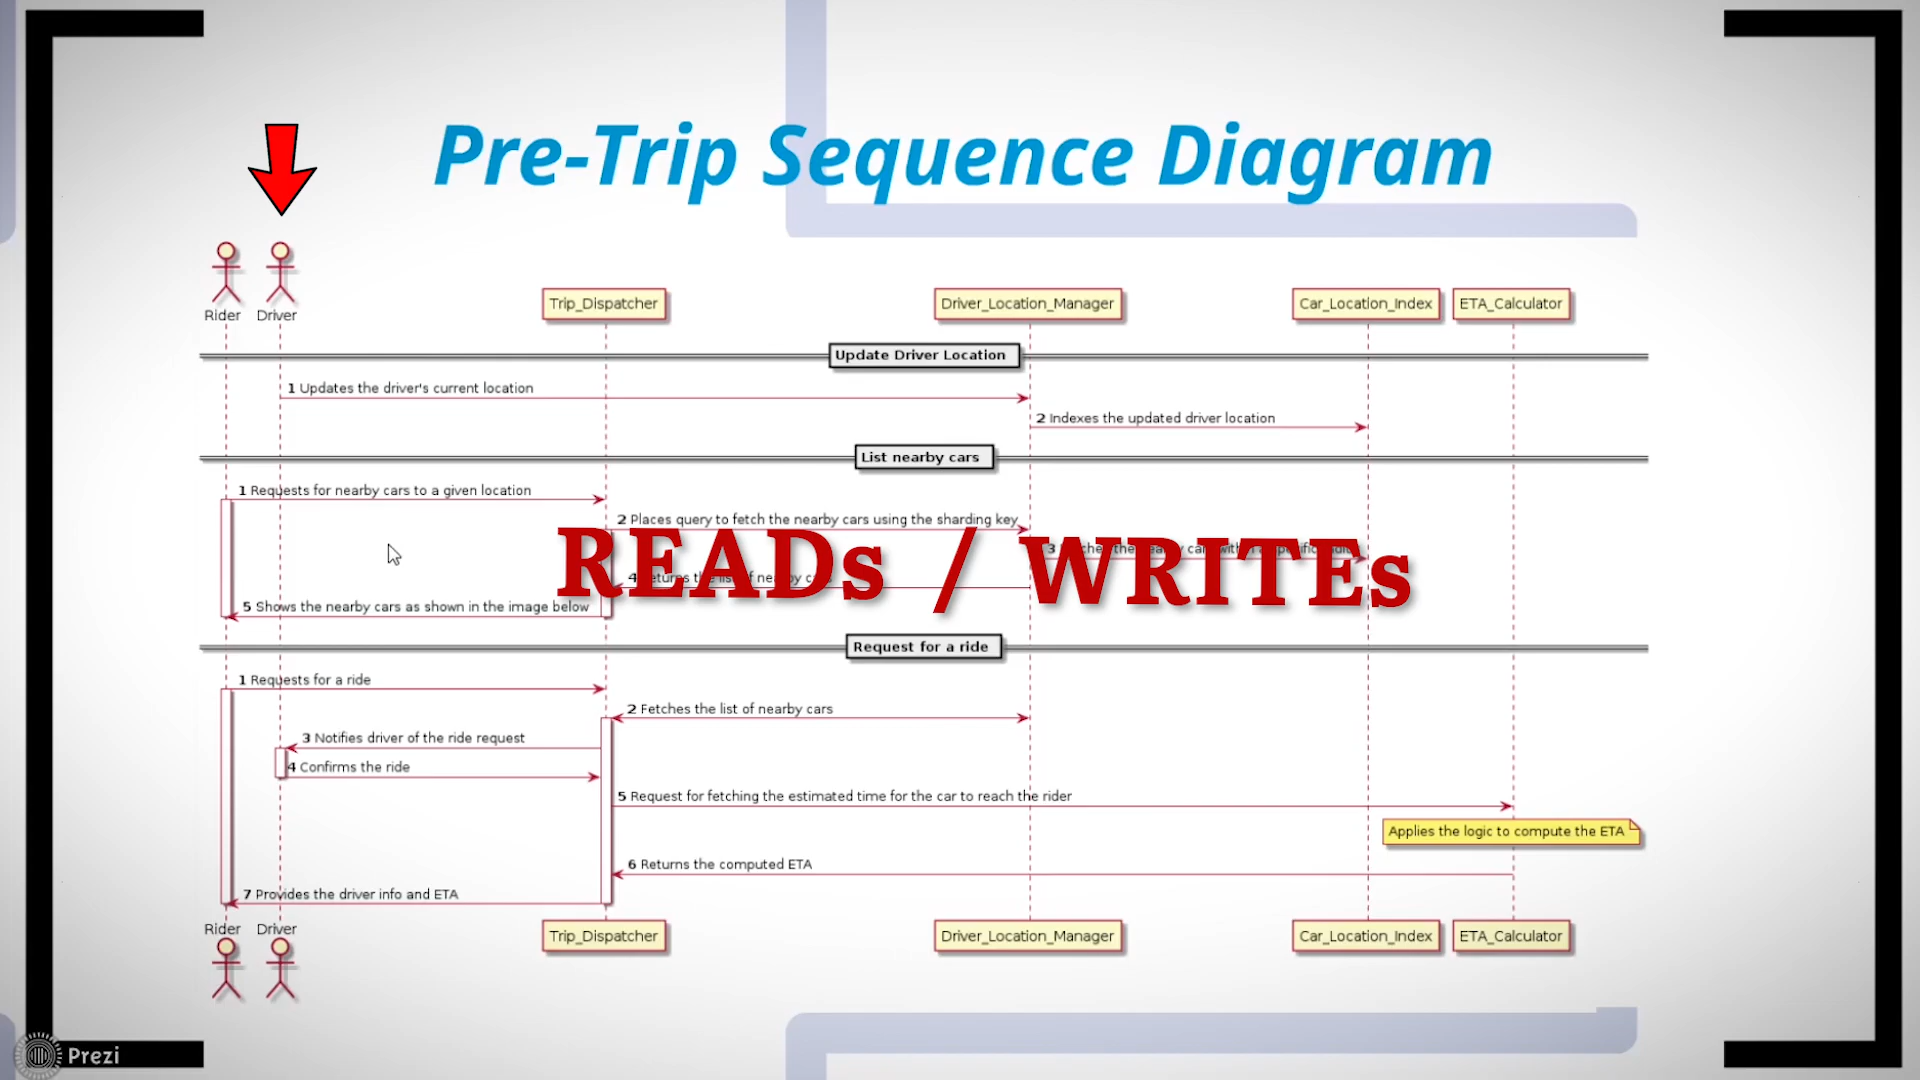 Pre-Trip Sequence Diagram
Rider Driver
Trip_Dispatcher Driver_Location_Manager Car_Location_Index ETA_Calculator
Update Driver Location
1 Updates the driver's current location
2 Indexes the updated driver location
List nearby cars
1 Requests for nearby cars to a given location
2 Places query to fetch the nearby cars using the sharding key
READs / WRITEs
3
4 list of nearby
5 Shows the nearby cars as shown in the image below
Request for a ride
1 Requests for a ride
2 Fetches the list of nearby cars
3 Notifies driver of the ride request
4 Confirms the ride
5 Request for fetching the estimated time for the car to reach the rider
Applies the logic to compute the ETA
6 Returns the computed ETA
7 Provides the driver info and ETA
Rider Driver
Trip_Dispatcher Driver_Location_Manager Car_Location_Index ETA_Calculator
Prezi